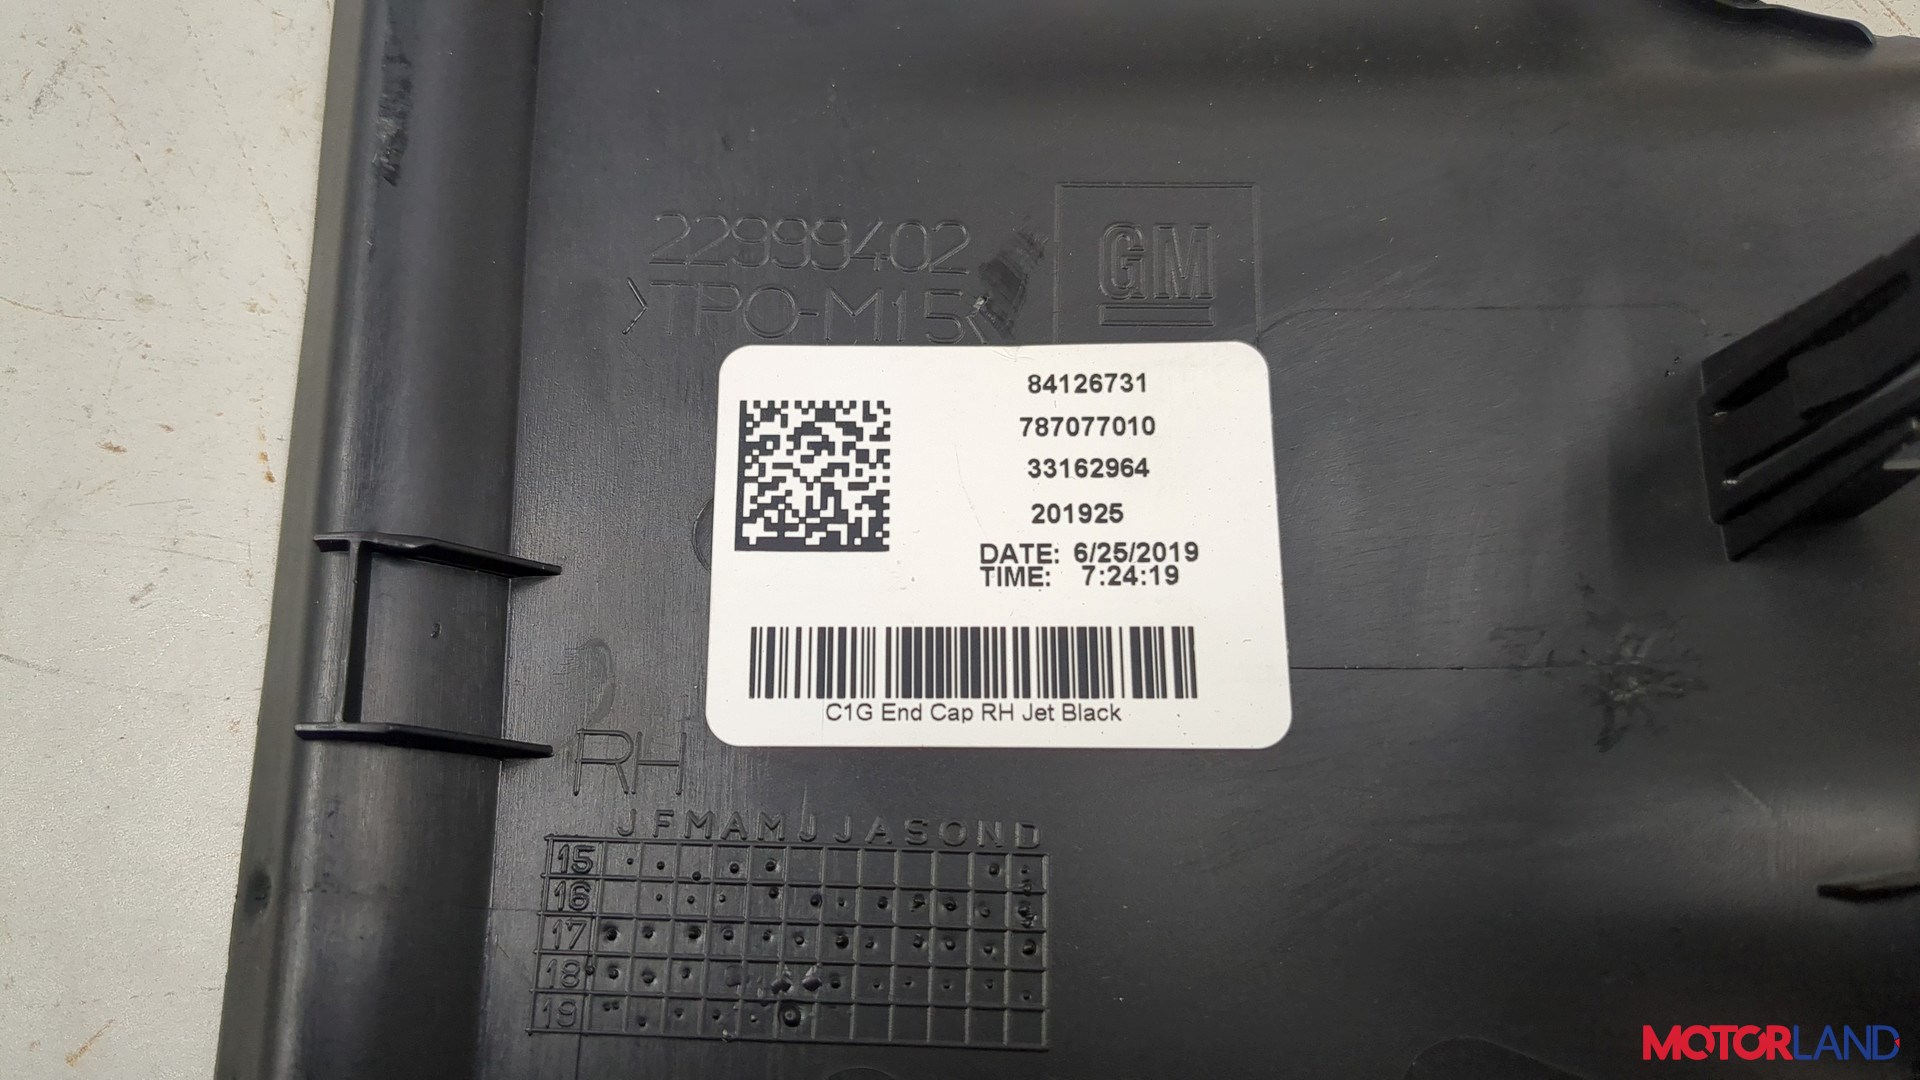 22999402
>TPO-M15<
GM
84126731
787077010
33162964
201925
DATE: 6/25/2019
TIME: 7:24:19
C1G End Cap RH Jet Black
RH
J F M A M J J A S O N D
15
16
17
18
19
MOTORLAND